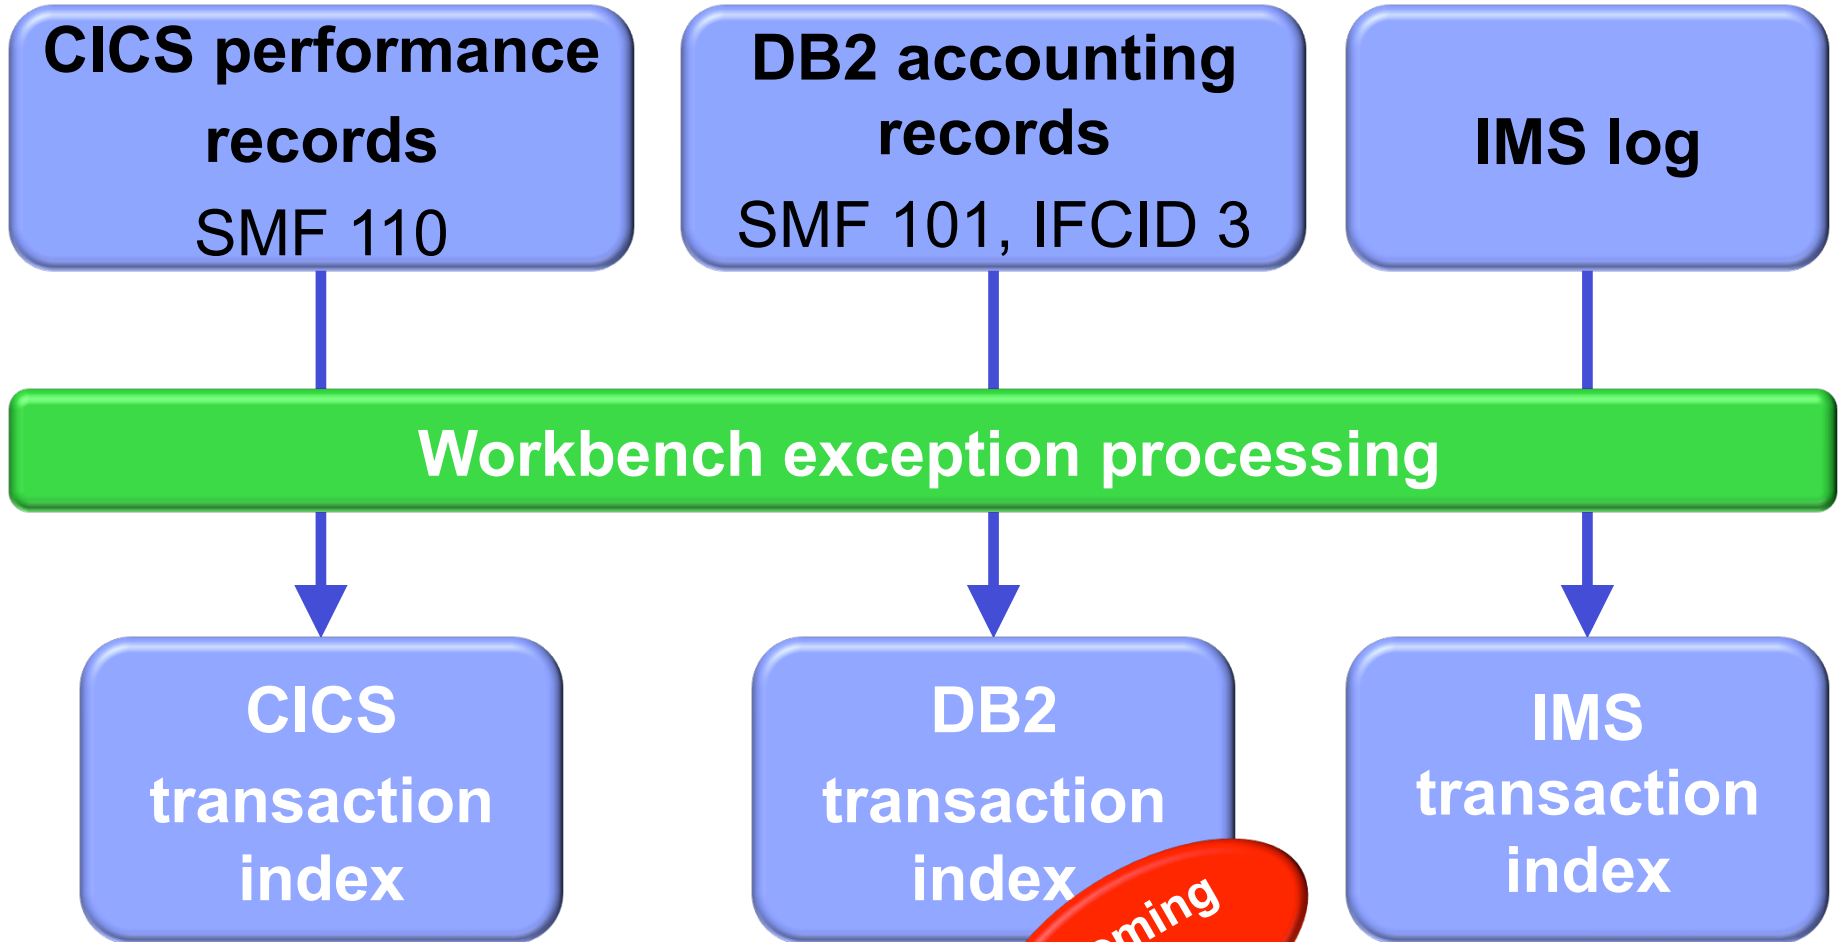 CICS performance
records
SMF 110
DB2 accounting
records
SMF 101, IFCID 3
IMS log
Workbench exception processing
CICS
transaction
index
DB2
transaction
index
IMS
transaction
index